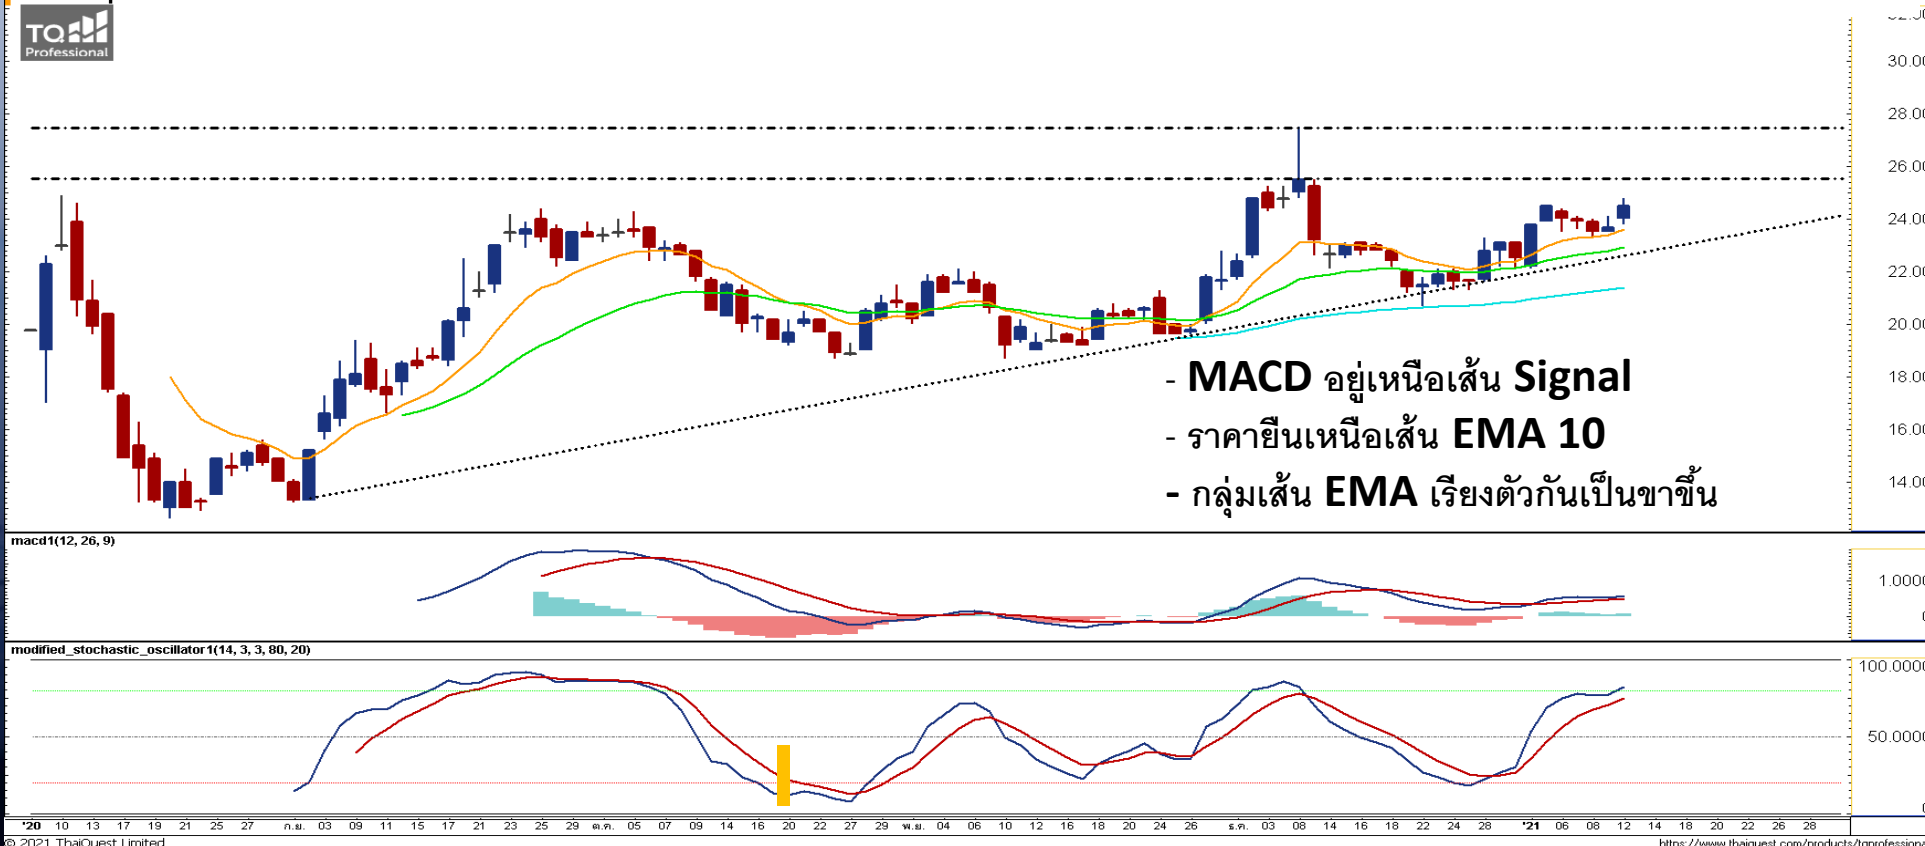 TQ
Professional
30.00
28.00
26.00
24.00
22.00
20.00
18.00
16.00
14.00
- MACD อยู่เหนือเส้น Signal
- ราคายืนเหนือเส้น EMA 10
- กลุ่มเส้น EMA เรียงตัวกันเป็นขาขึ้น
macd1(12, 26, 9)
1.0000
modified_stochastic_oscillator1(14, 3, 3, 80, 20)
100.0000
50.0000
'20 10 13 17 19 21 25 27 ก.ย. 03 09 11 15 17 21 23 25 29 ต.ค. 05 07 09 14 16 20 22 27 29 พ.ย. 04 06 10 12 16 18 20 24 26 ธ.ค. 03 08 14 16 18 22 24 28 '21 06 08 12 14 18 20 22 26 28
© 2021 ThaiQuest Limited
https://www.thaiquest.com/products/tqprofessional